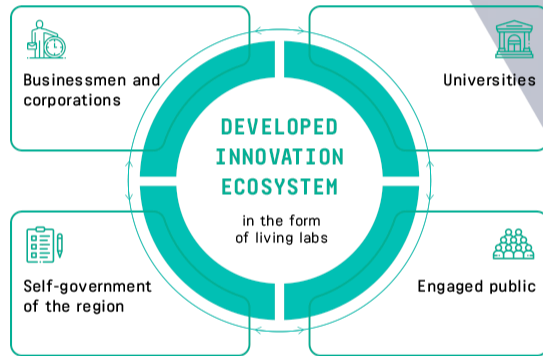 Businessmen and
corporations
Universities
DEVELOPED
INNOVATION
ECOSYSTEM
in the form
of living labs
Self-government
of the region
Engaged public